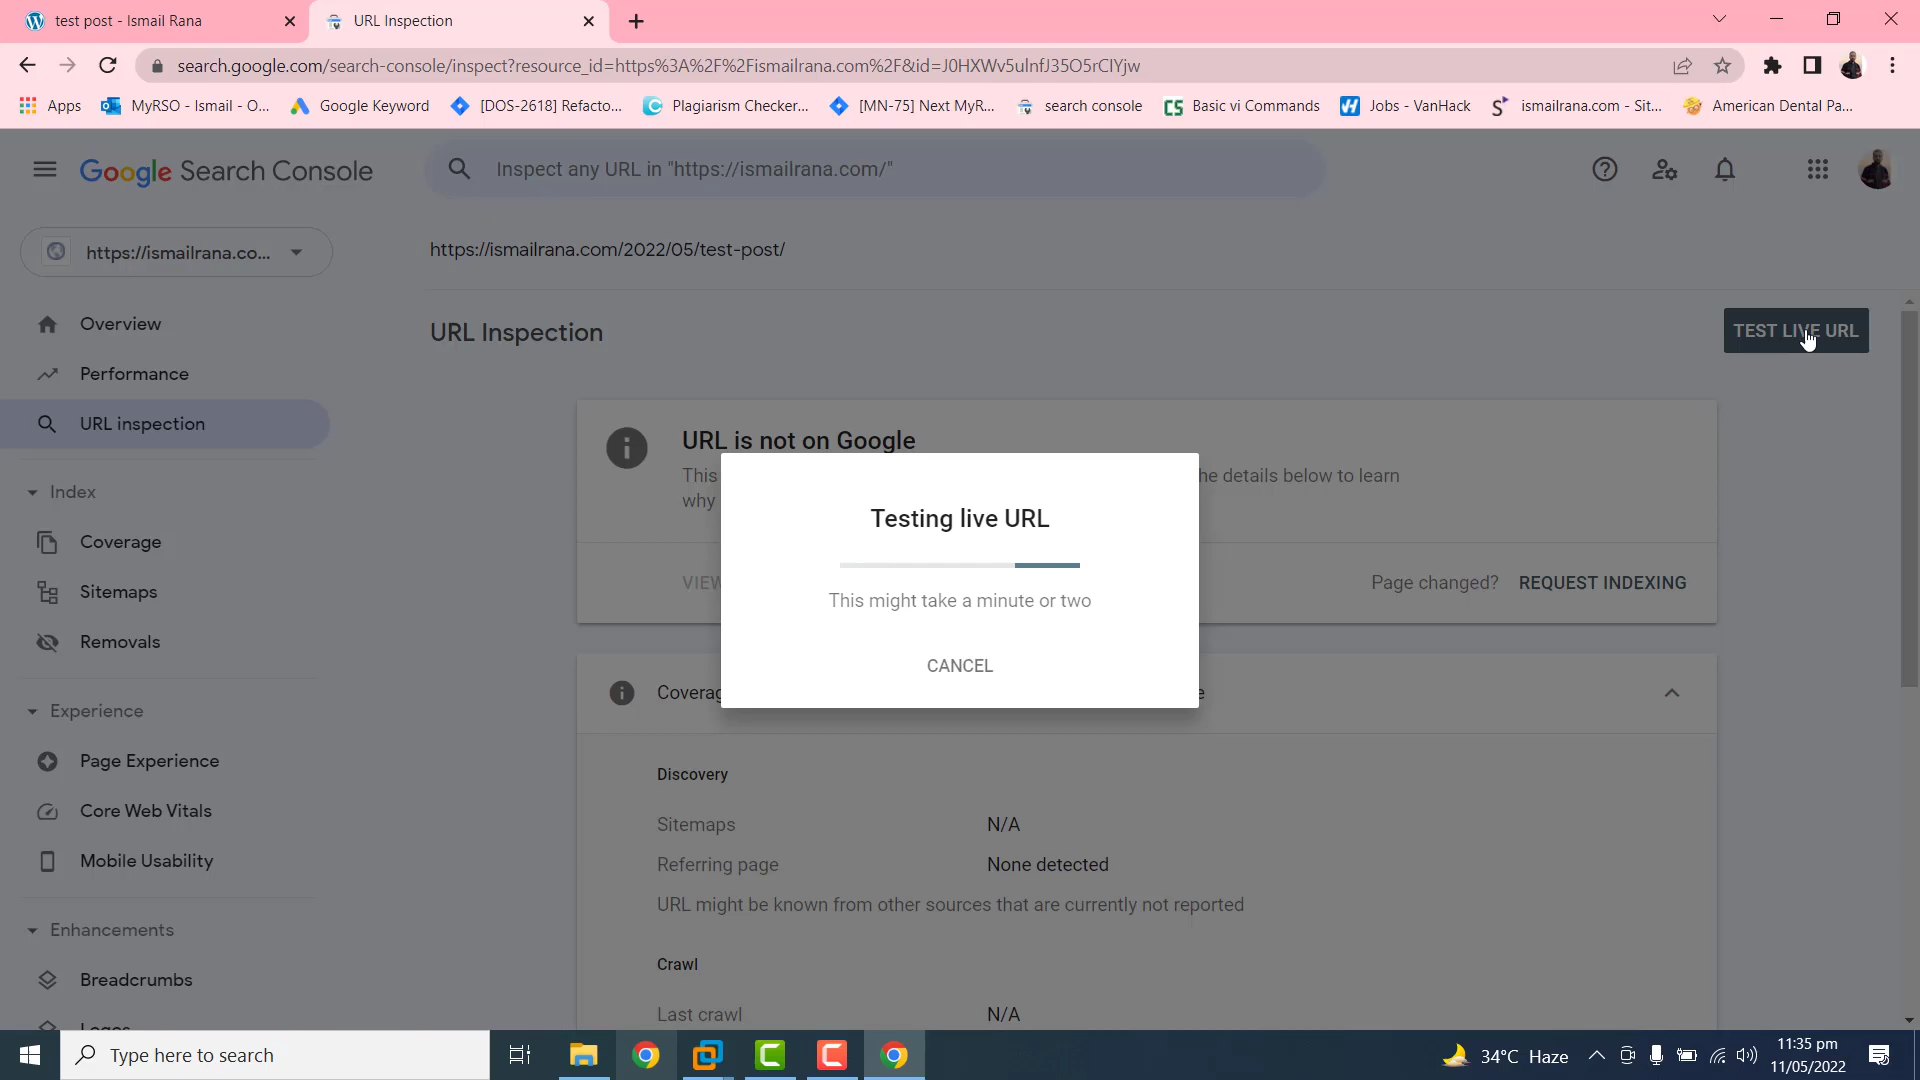 test post - Ismail Rana
URL Inspection
search.google.com/search-console/inspect?resource_id=https%3A%2F%2Fismailrana.com%2F&id=J0HXWv5ulnfJ35O5rCIYjw
Apps
MyRSO - Ismail - O...
Google Keyword
[DOS-2618] Refacto...
Plagiarism Checker...
[MN-75] Next MyR...
search console
Basic vi Commands
Jobs - VanHack
ismailrana.com - Sit...
American Dental Pa...
Google Search Console
Inspect any URL in "https://ismailrana.com/"
https://ismailrana.co...
https://ismailrana.com/2022/05/test-post/
Overview
Performance
URL inspection
Index
Coverage
Sitemaps
Removals
Experience
Page Experience
Core Web Vitals
Mobile Usability
Enhancements
Breadcrumbs
Logos
URL Inspection
TEST LIVE URL
URL is not on Google
This he details below to learn
why
VIEW
Page changed? REQUEST INDEXING
Testing live URL
This might take a minute or two
CANCEL
Coverag e
Discovery
Sitemaps N/A
Referring page None detected
URL might be known from other sources that are currently not reported
Crawl
Last crawl N/A
Type here to search
34°C Haze
11:35 pm
11/05/2022